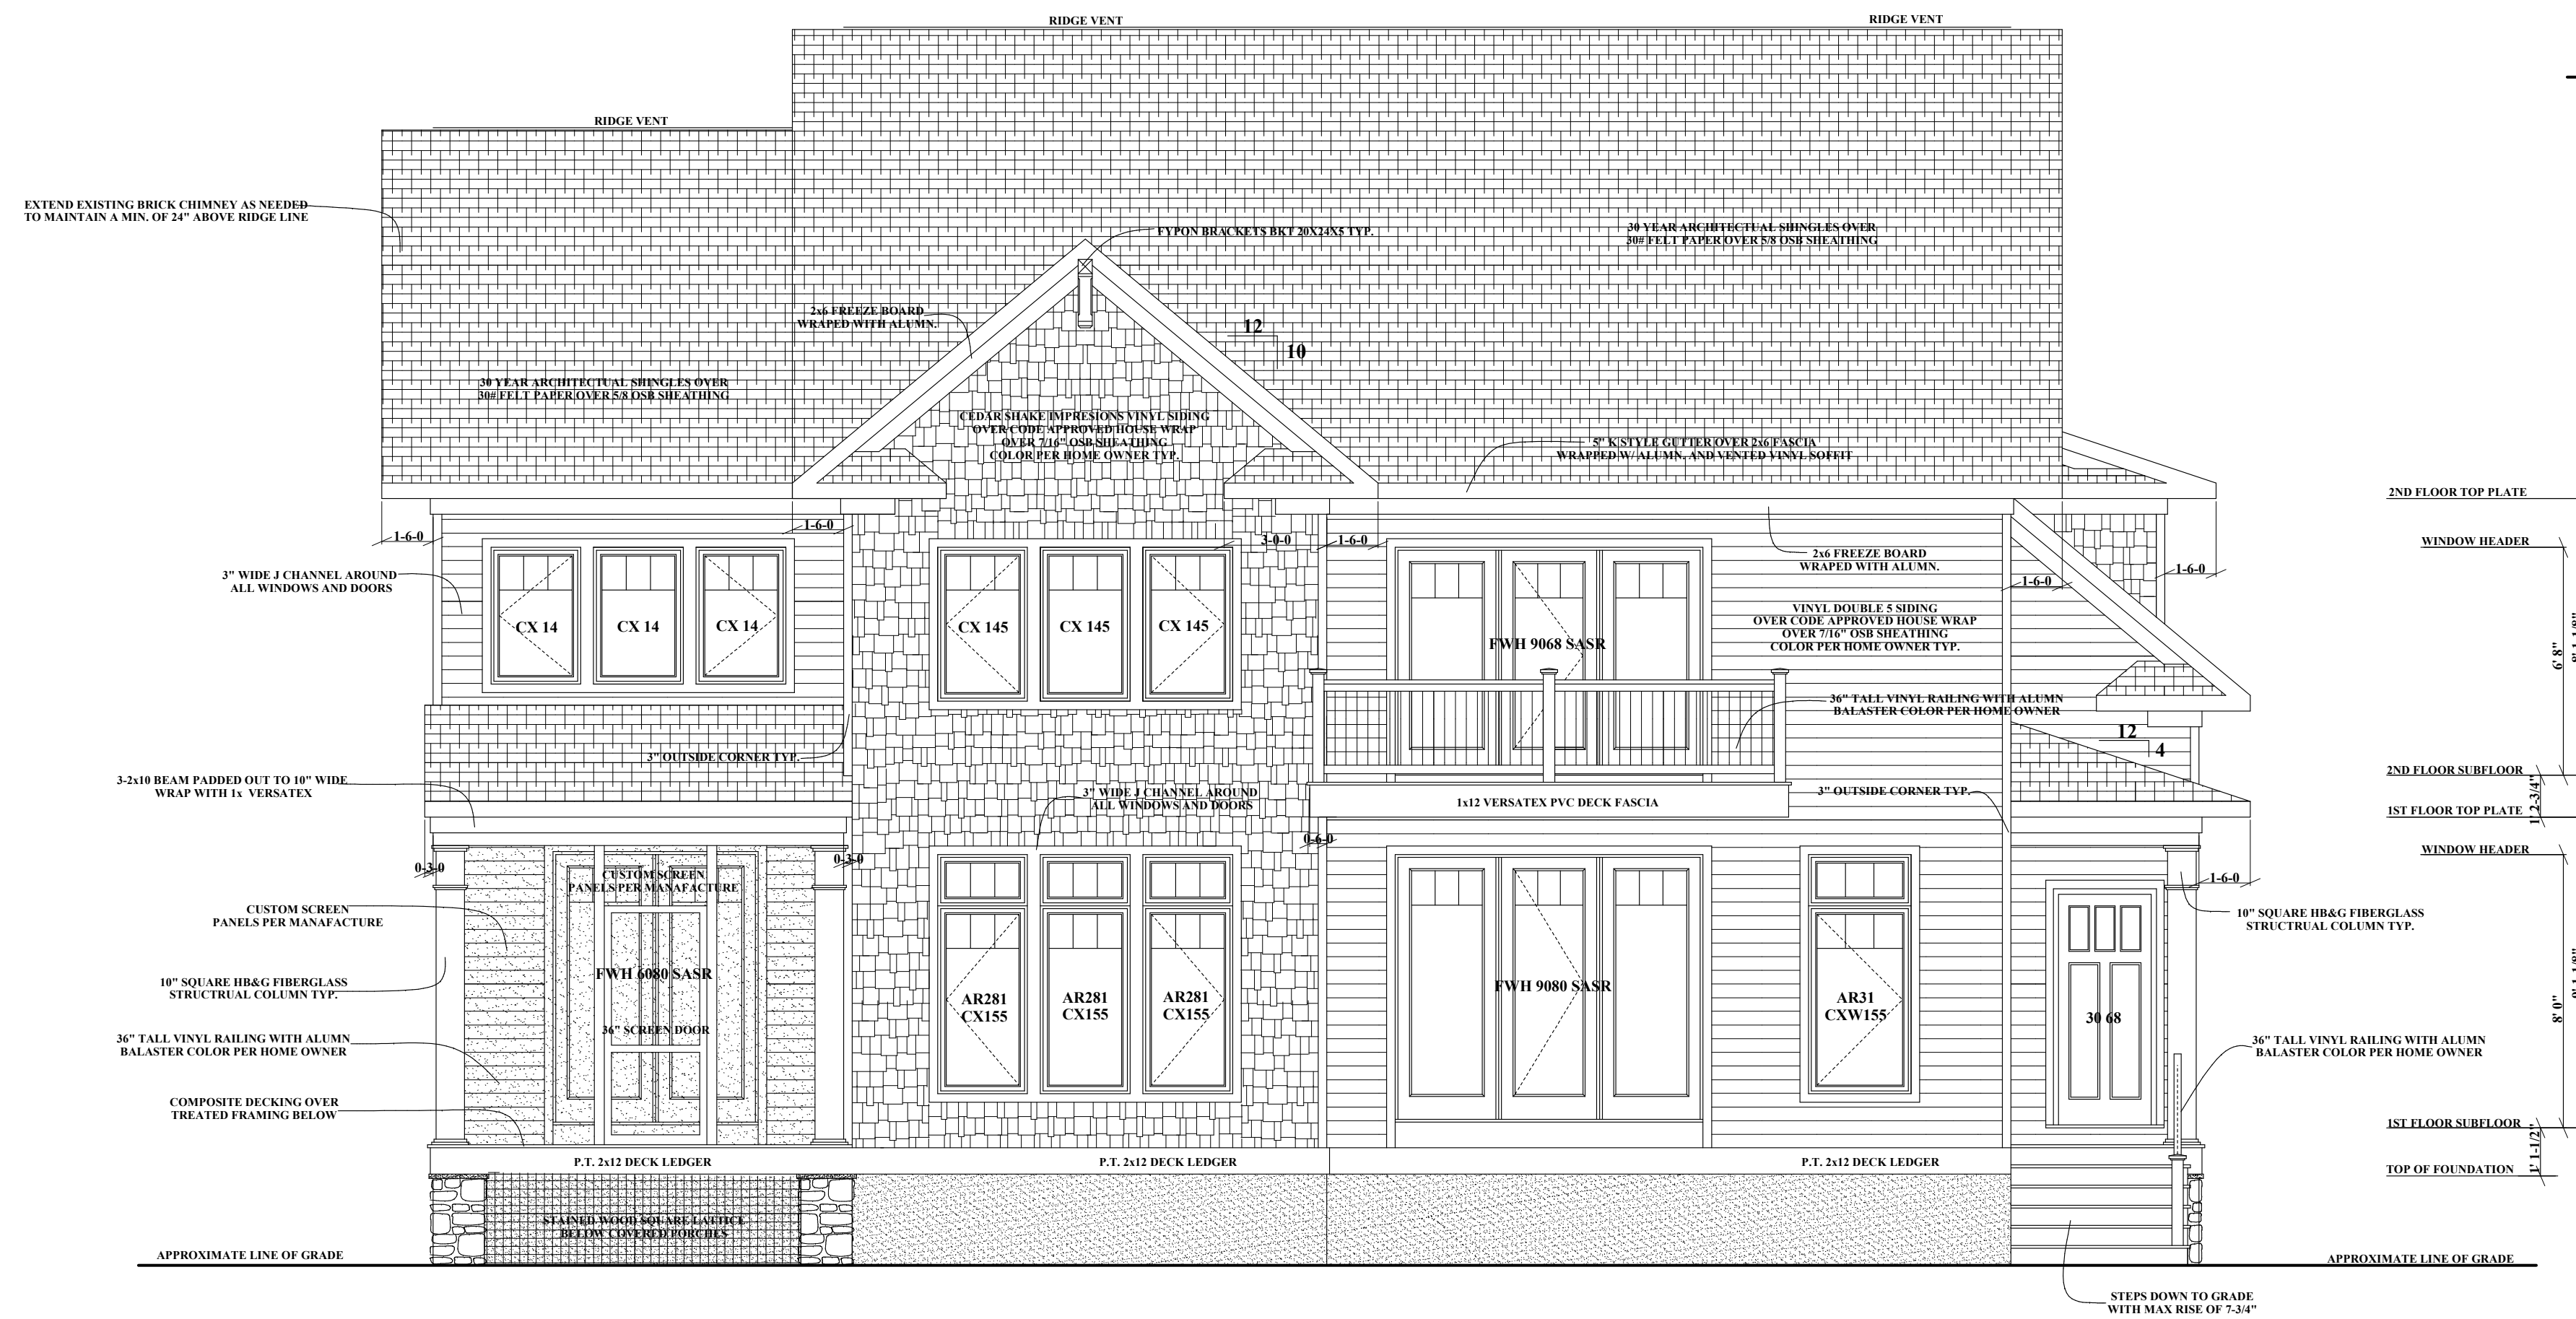 RIDGE VENT
RIDGE VENT
RIDGE VENT
EXTEND EXISTING BRICK CHIMNEY AS NEEDED
TO MAINTAIN A MIN. OF 24" ABOVE RIDGE LINE
FYPON BRACKETS BKT 20X24X5 TYP.
30 YEAR ARCHITECTUAL SHINGLES OVER
30# FELT PAPER OVER 5/8 OSB SHEATHING
2x6 FREEZE BOARD
WRAPED WITH ALUMN.
12
10
30 YEAR ARCHITECTUAL SHINGLES OVER
30# FELT PAPER OVER 5/8 OSB SHEATHING
CEDAR SHAKE IMPRESIONS VINYL SIDING
OVER CODE APPROVED HOUSE WRAP
OVER 7/16" OSB SHEATHING
COLOR PER HOME OWNER TYP.
5" K STYLE GUTTER OVER 2x6 FASCIA
WRAPPED W/ ALUMN. AND VENTED VINYL SOFFIT
2ND FLOOR TOP PLATE
1-6-0
1-6-0
3-0-0
1-6-0
WINDOW HEADER
2x6 FREEZE BOARD
WRAPED WITH ALUMN.
1-6-0
1-6-0
3" WIDE J CHANNEL AROUND
ALL WINDOWS AND DOORS
VINYL DOUBLE 5 SIDING
OVER CODE APPROVED HOUSE WRAP
OVER 7/16" OSB SHEATHING
COLOR PER HOME OWNER TYP.
CX 14
CX 14
CX 14
CX 145
CX 145
CX 145
FWH 9068 SASR
6' 8"
8' 1-1/8"
36" TALL VINYL RAILING WITH ALUMN
BALASTER COLOR PER HOME OWNER
12
4
3" OUTSIDE CORNER TYP.
2ND FLOOR SUBFLOOR
3-2x10 BEAM PADDED OUT TO 10" WIDE
WRAP WITH 1x VERSATEX
3" WIDE J CHANNEL AROUND
ALL WINDOWS AND DOORS
1x12 VERSATEX PVC DECK FASCIA
3" OUTSIDE CORNER TYP.
1ST FLOOR TOP PLATE
1' 2-3/4"
0-3-0
0-3-0
0-6-0
WINDOW HEADER
CUSTOM SCREEN
PANELS PER MANAFACTURE
1-6-0
CUSTOM SCREEN
PANELS PER MANAFACTURE
10" SQUARE HB&G FIBERGLASS
STRUCTRUAL COLUMN TYP.
FWH 6080 SASR
10" SQUARE HB&G FIBERGLASS
STRUCTRUAL COLUMN TYP.
AR281
CX155
AR281
CX155
AR281
CX155
FWH 9080 SASR
AR31
CXW155
30 68
8' 0"
9' 1-1/8"
36" SCREEN DOOR
36" TALL VINYL RAILING WITH ALUMN
BALASTER COLOR PER HOME OWNER
36" TALL VINYL RAILING WITH ALUMN
BALASTER COLOR PER HOME OWNER
COMPOSITE DECKING OVER
TREATED FRAMING BELOW
1ST FLOOR SUBFLOOR
1' 1-1/2"
P.T. 2x12 DECK LEDGER
P.T. 2x12 DECK LEDGER
P.T. 2x12 DECK LEDGER
TOP OF FOUNDATION
STAINED WOOD SQUARE LATTICE
BELOW COVERED PORCHES
APPROXIMATE LINE OF GRADE
APPROXIMATE LINE OF GRADE
STEPS DOWN TO GRADE
WITH MAX RISE OF 7-3/4"